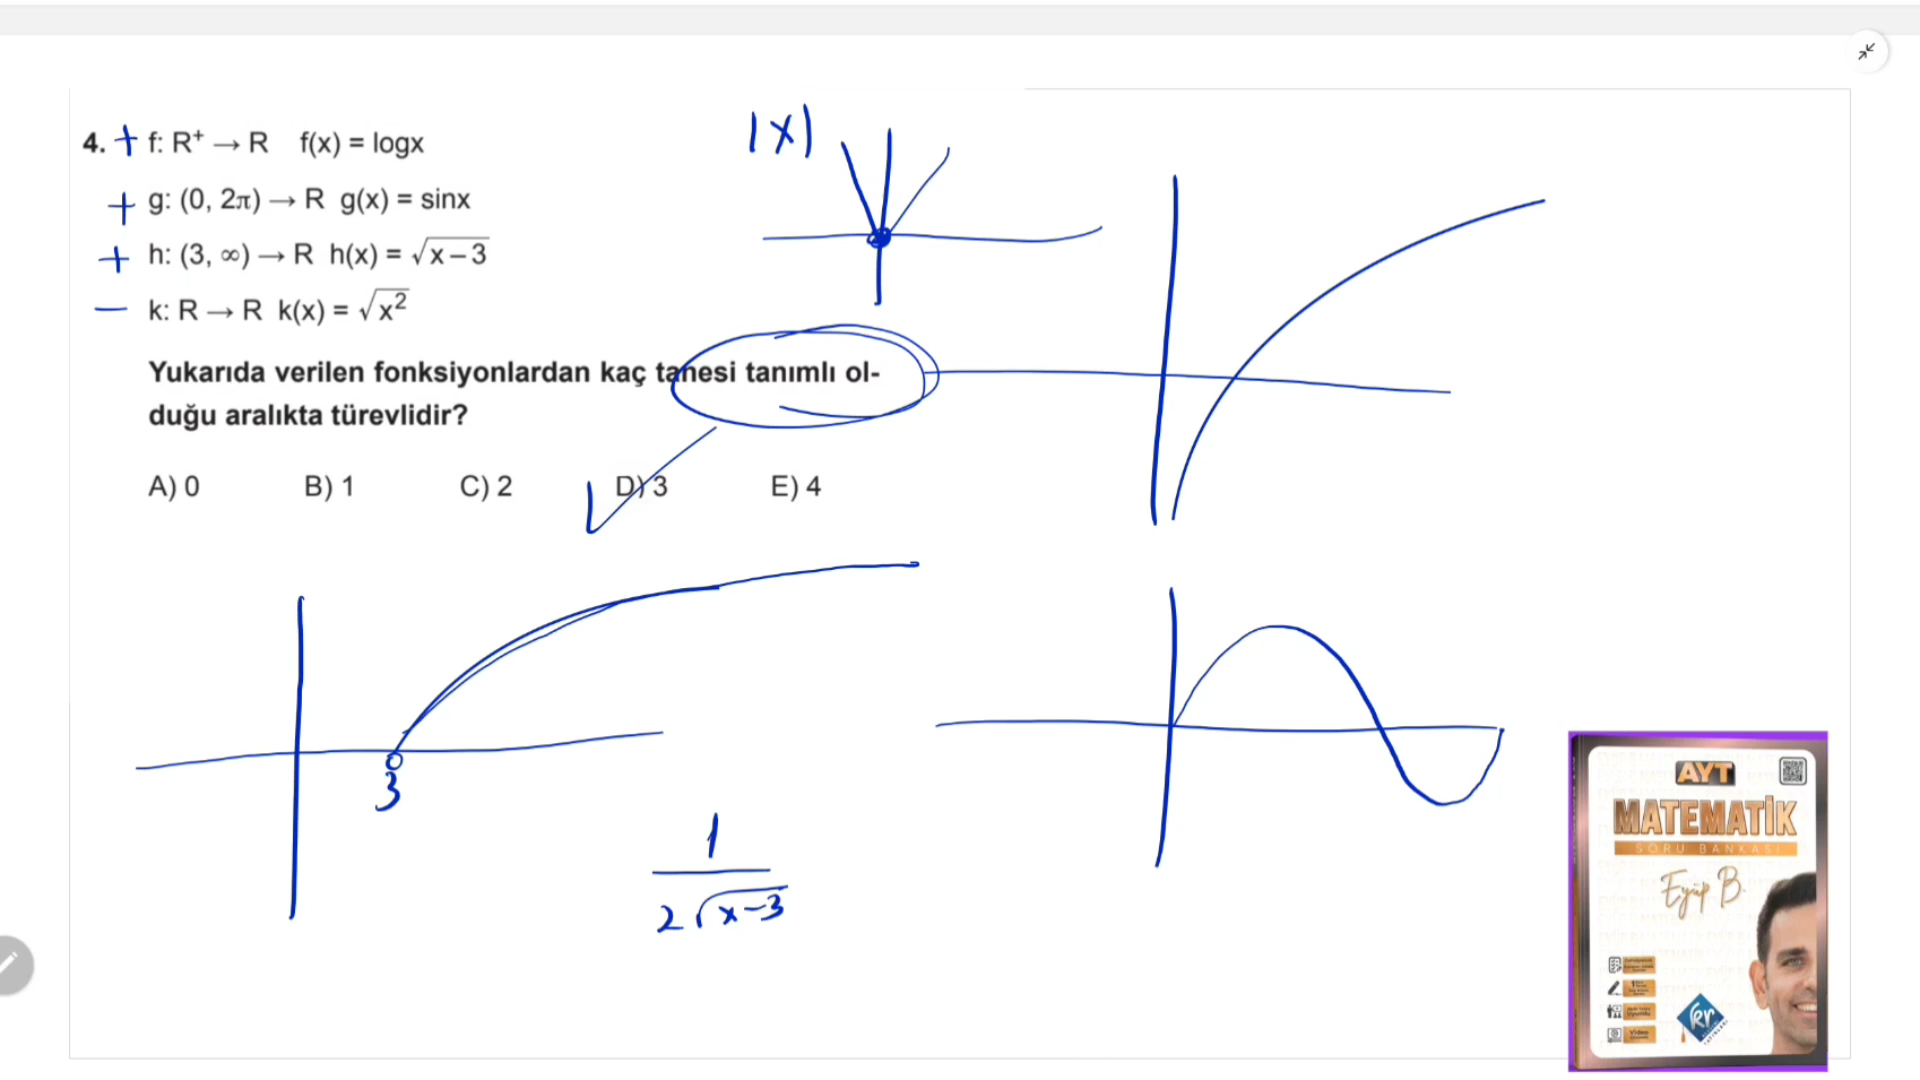 4. + f: R⁺ → R f(x) = logx
+ g: (0, 2π) → R g(x) = sinx
+ h: (3, ∞) → R h(x) = √x−3
− k: R → R k(x) = √x²
Yukarıda verilen fonksiyonlardan kaç tanesi tanımlı ol-
duğu aralıkta türevlidir?
A) 0 B) 1 C) 2 D) 3 E) 4
|x|
3
1
2√x−3
AYT
MATEMATİK
SORU BANKASI
Eyüp B.
kr